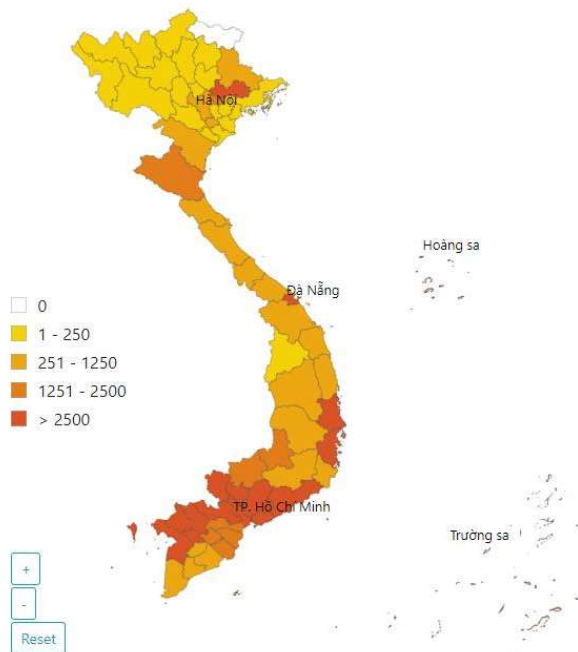 Hà Nội
Hoàng sa
Đà Nẵng
0
1 - 250
251 - 1250
1251 - 2500
> 2500
TP. Hồ Chí Minh
Trường sa
+
-
Reset